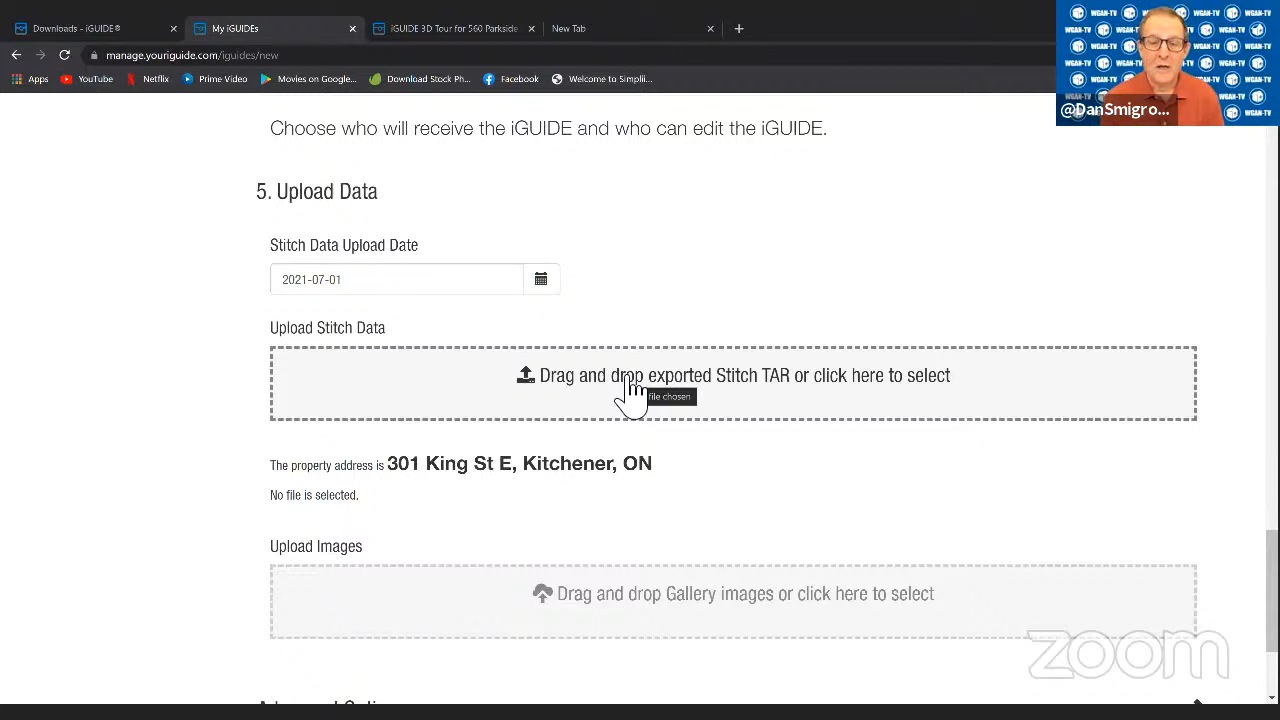 Downloads - iGUIDE®
My iGUIDEs
iGUIDE 3D Tour for 560 Parkside
New Tab
manage.youriguide.com/iguides/new
Apps
YouTube
Netflix
Prime Video
Movies on Google...
Download Stock Ph...
Facebook
Welcome to Simplii...
WGAN-TV
@DanSmigro...
Choose who will receive the iGUIDE and who can edit the iGUIDE.
5. Upload Data
Stitch Data Upload Date
2021-07-01
Upload Stitch Data
Drag and drop exported Stitch TAR or click here to select
file chosen
The property address is 301 King St E, Kitchener, ON
No file is selected.
Upload Images
Drag and drop Gallery images or click here to select
zoom